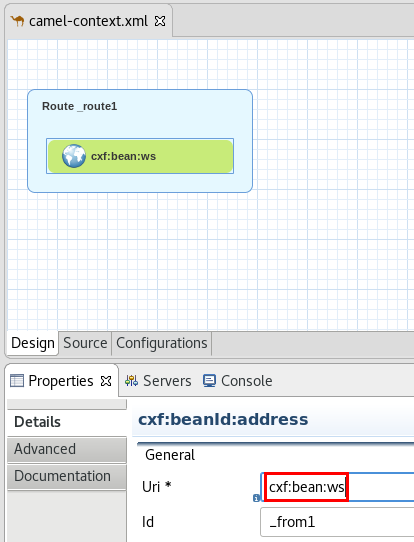 camel-context.xml
Route _route1
cxf:bean:ws
Design Source Configurations
Properties Servers Console
Details
Advanced
Documentation
cxf:beanId:address
General
Uri * cxf:bean:ws
Id _from1